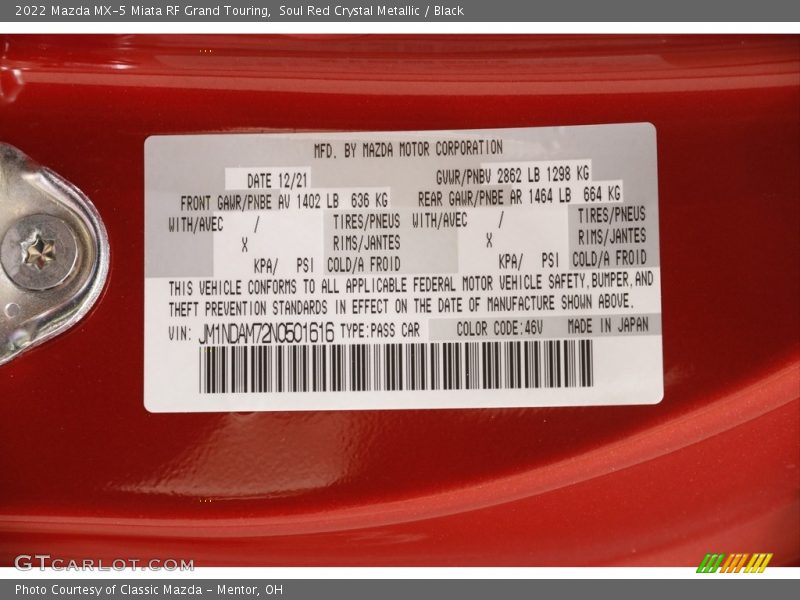 2022 Mazda MX-5 Miata RF Grand Touring, Soul Red Crystal Metallic / Black
MFD. BY MAZDA MOTOR CORPORATION
DATE 12/21 GVWR/PNBV 2862 LB 1298 KG
FRONT GAWR/PNBE AV 1402 LB 636 KG REAR GAWR/PNBE AR 1464 LB 664 KG
WITH/AVEC / TIRES/PNEUS WITH/AVEC / TIRES/PNEUS
X RIMS/JANTES X RIMS/JANTES
KPA/ PSI COLD/A FROID KPA/ PSI COLD/A FROID
THIS VEHICLE CONFORMS TO ALL APPLICABLE FEDERAL MOTOR VEHICLE SAFETY, BUMPER, AND
THEFT PREVENTION STANDARDS IN EFFECT ON THE DATE OF MANUFACTURE SHOWN ABOVE.
VIN: JM1NDAM72N0501616 TYPE:PASS CAR COLOR CODE:46V MADE IN JAPAN
GTCARLOT.COM
Photo Courtesy of Classic Mazda - Mentor, OH